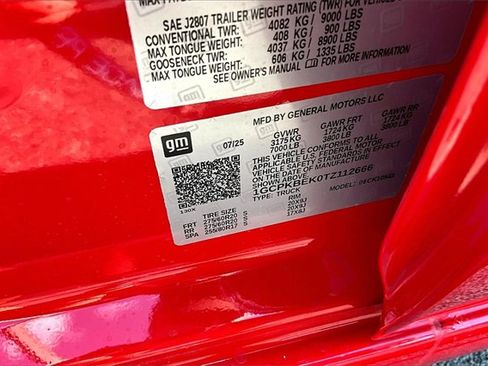 SAE J2807 TRAILER WEIGHT RATING (TWR) FOR VEHICLES
CONVENTIONAL TWR: 4082 KG / 9000 LBS
MAX TONGUE WEIGHT: 408 KG / 900 LBS
GOOSENECK TWR: 4037 KG / 8900 LBS
MAX TONGUE WEIGHT: 606 KG / 1335 LBS
SEE OWNER'S MANUAL FOR MORE INFORMATION.
gm
07/25
MFD BY GENERAL MOTORS LLC
GVWR GAWR FRT GAWR RR
3175 KG 1724 KG 1724 KG
7000 LB 3800 LB 3800 LB
THIS VEHICLE CONFORMS TO ALL
APPLICABLE U.S. FEDERAL MOTOR
VEHICLE SAFETY STANDARDS IN
EFFECT ON THE DATE OF
MANUFACTURE SHOWN ABOVE.
1GCPKBEK0TZ112666
TYPE: TRUCK
TIRE SIZE RIM
FRT 275/60R20 S 20X9J
RR 275/60R20 S 20X9J
SPA 255/80R17 S 17X6J